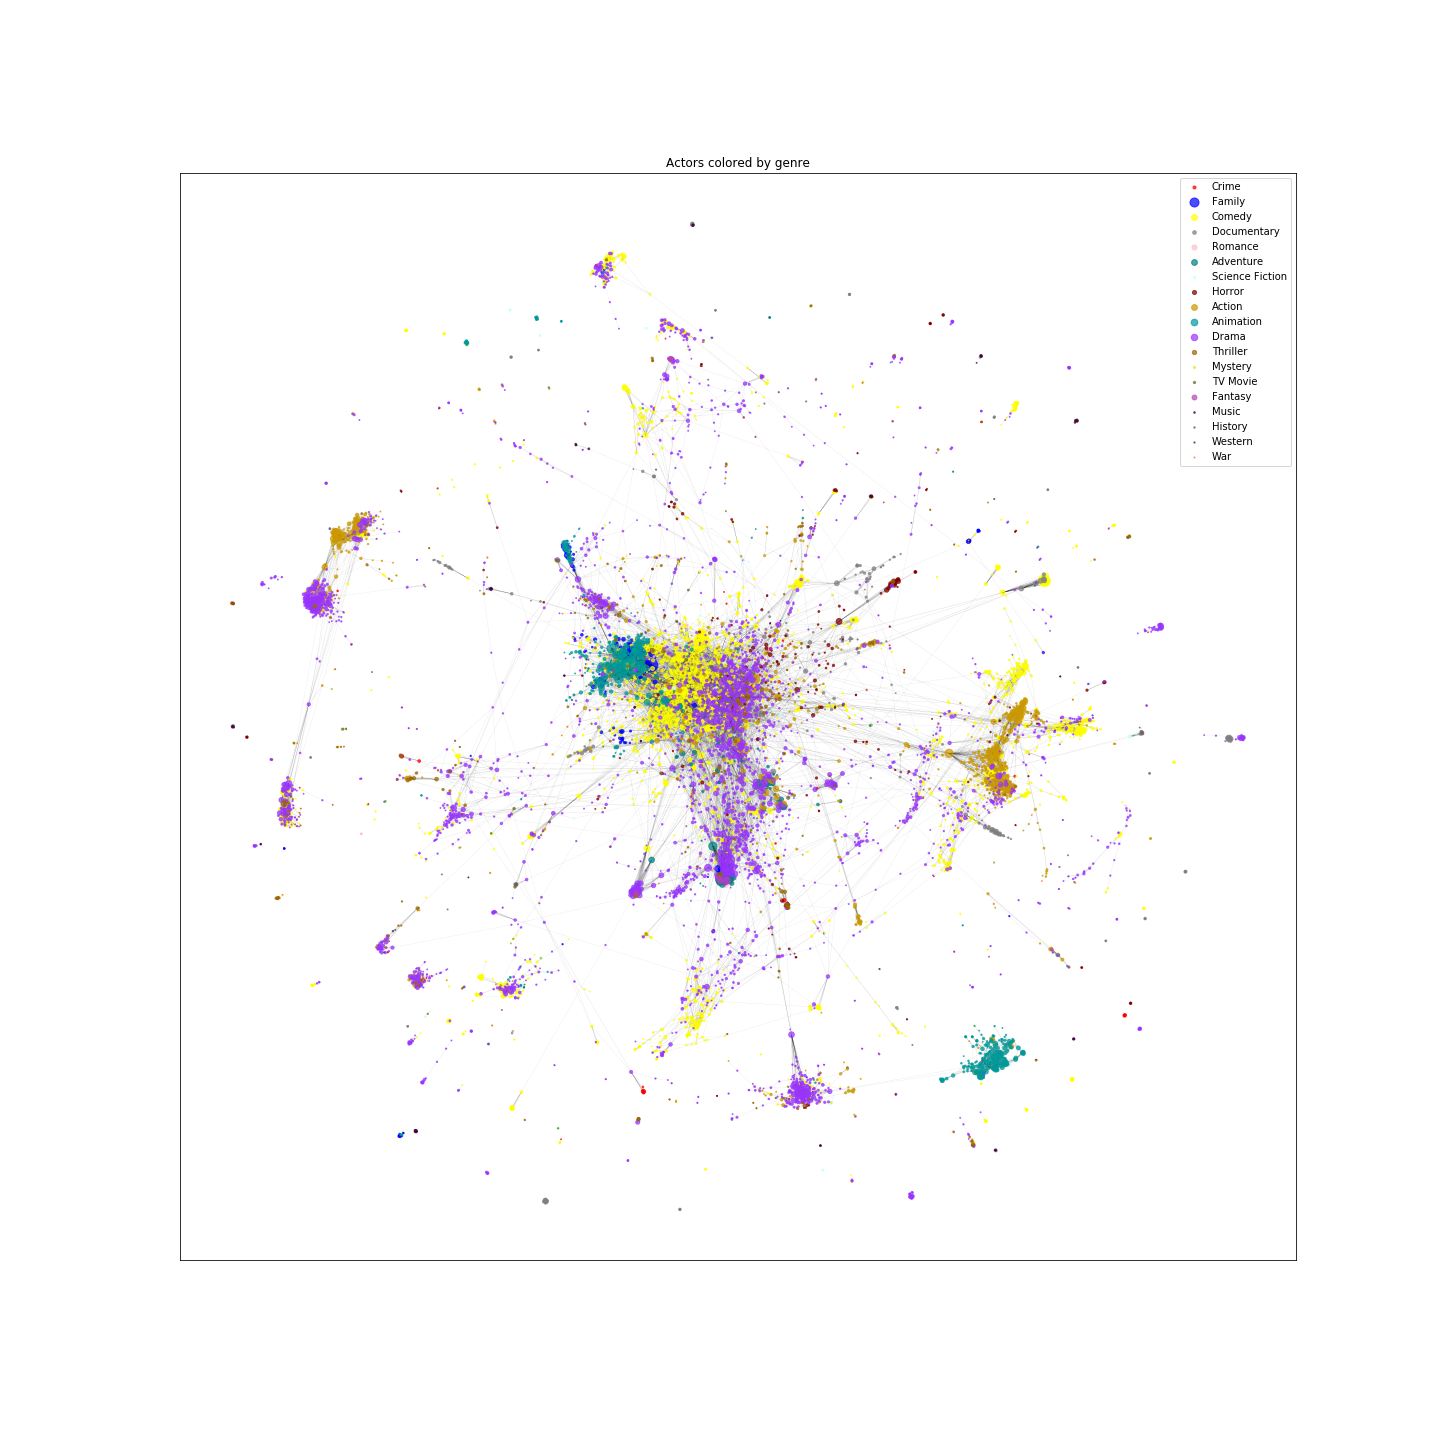 Actors colored by genre
Crime
Family
Comedy
Documentary
Romance
Adventure
Science Fiction
Horror
Action
Animation
Drama
Thriller
Mystery
TV Movie
Fantasy
Music
History
Western
War